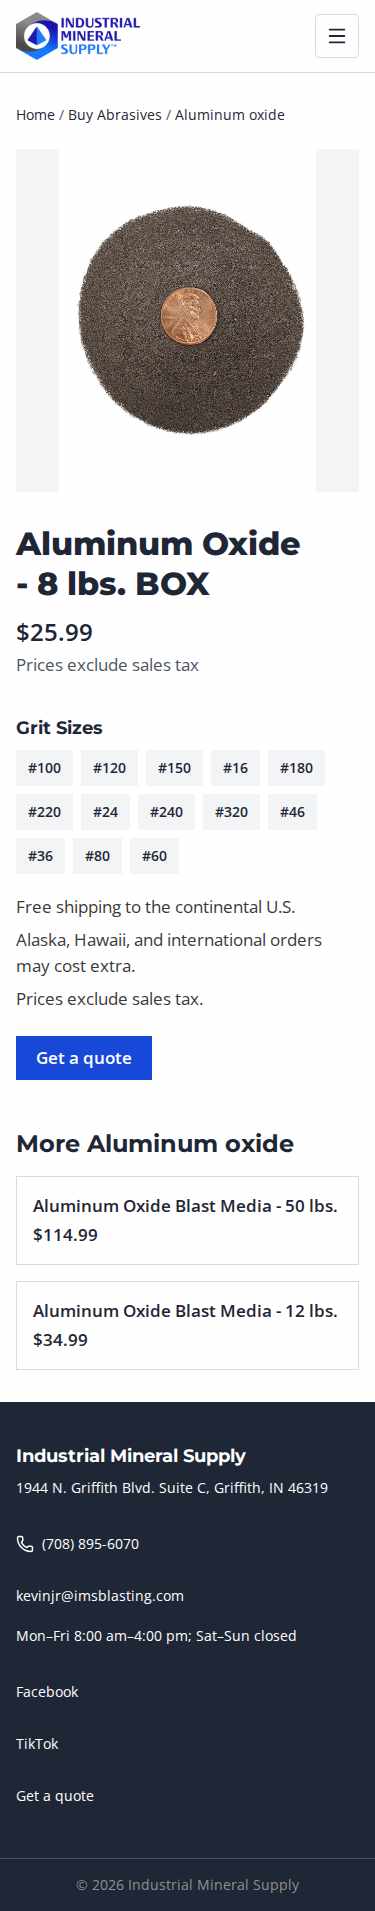 INDUSTRIAL
MINERAL
SUPPLY™
Home / Buy Abrasives / Aluminum oxide
Aluminum Oxide
- 8 lbs. BOX
$25.99
Prices exclude sales tax
Grit Sizes
#100 #120 #150 #16 #180
#220 #24 #240 #320 #46
#36 #80 #60
Free shipping to the continental U.S.
Alaska, Hawaii, and international orders
may cost extra.
Prices exclude sales tax.
Get a quote
More Aluminum oxide
Aluminum Oxide Blast Media - 50 lbs.
$114.99
Aluminum Oxide Blast Media - 12 lbs.
$34.99
Industrial Mineral Supply
1944 N. Griffith Blvd. Suite C, Griffith, IN 46319
(708) 895-6070
kevinjr@imsblasting.com
Mon–Fri 8:00 am–4:00 pm; Sat–Sun closed
Facebook
TikTok
Get a quote
© 2026 Industrial Mineral Supply